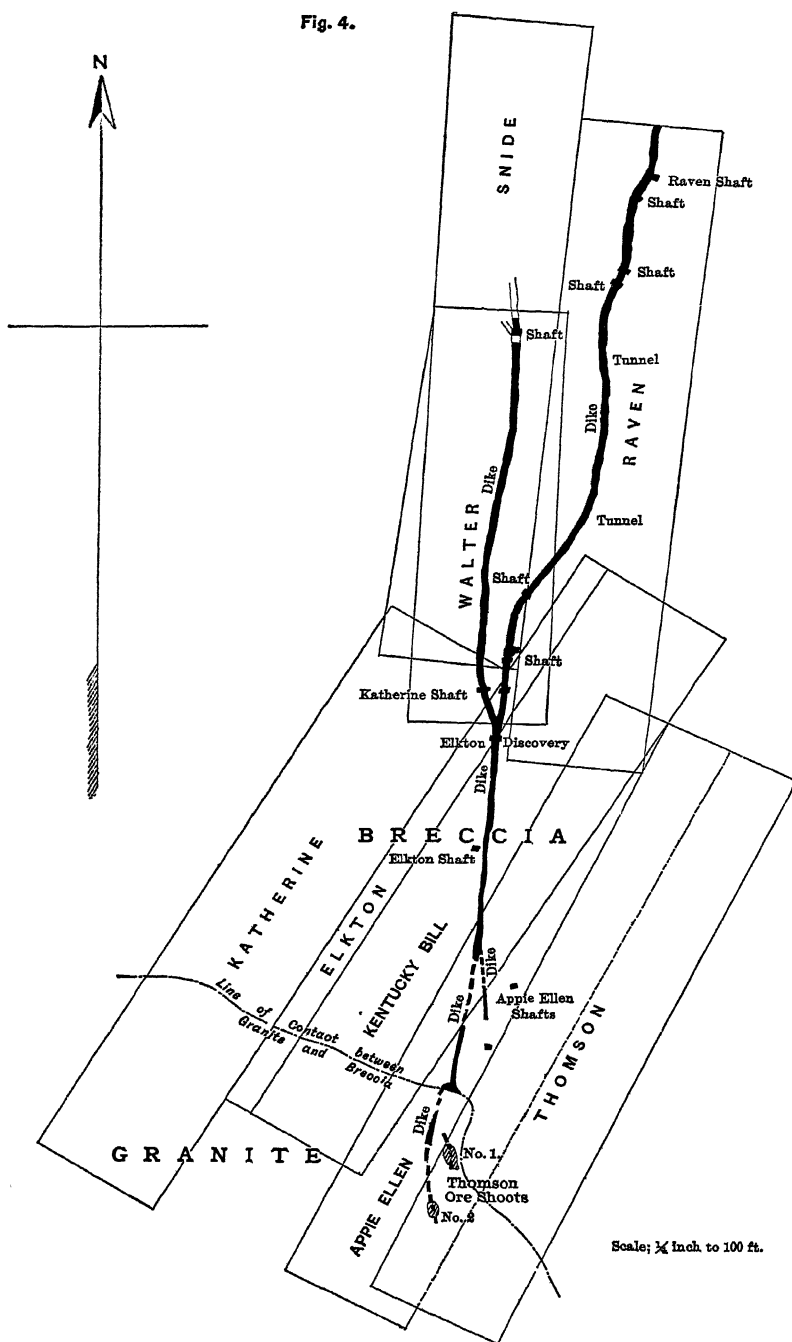 Fig. 4.
N
SNIDE
Raven Shaft
Shaft
Shaft
Shaft
Shaft
Tunnel
Dike
RAVEN
Dike
Tunnel
WALTER
Shaft
Shaft
Katherine Shaft
Elkton Discovery
Dike
BRECCIA
Elkton Shaft
KATHERINE
ELKTON
KENTUCKY BILL
Dike
Dike
Appie Ellen
Shafts
Line of Contact between
Granite and Breccia
THOMSON
Dike
GRANITE
No. 1.
Thomson
Ore Shoots
APPIE ELLEN
No. 2
Scale; ¼ inch to 100 ft.